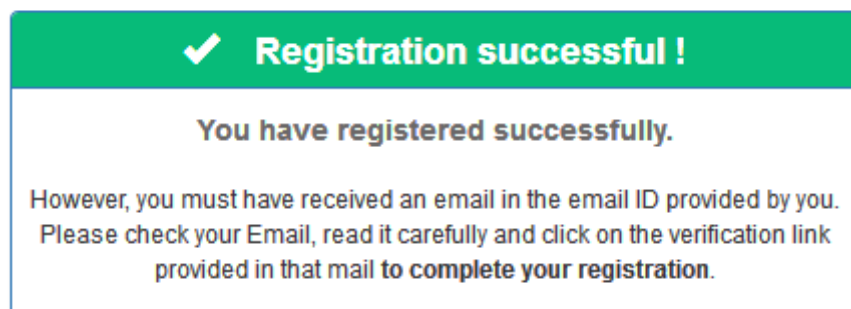 Registration successful !
You have registered successfully.
However, you must have received an email in the email ID provided by you.
Please check your Email, read it carefully and click on the verification link
provided in that mail to complete your registration.